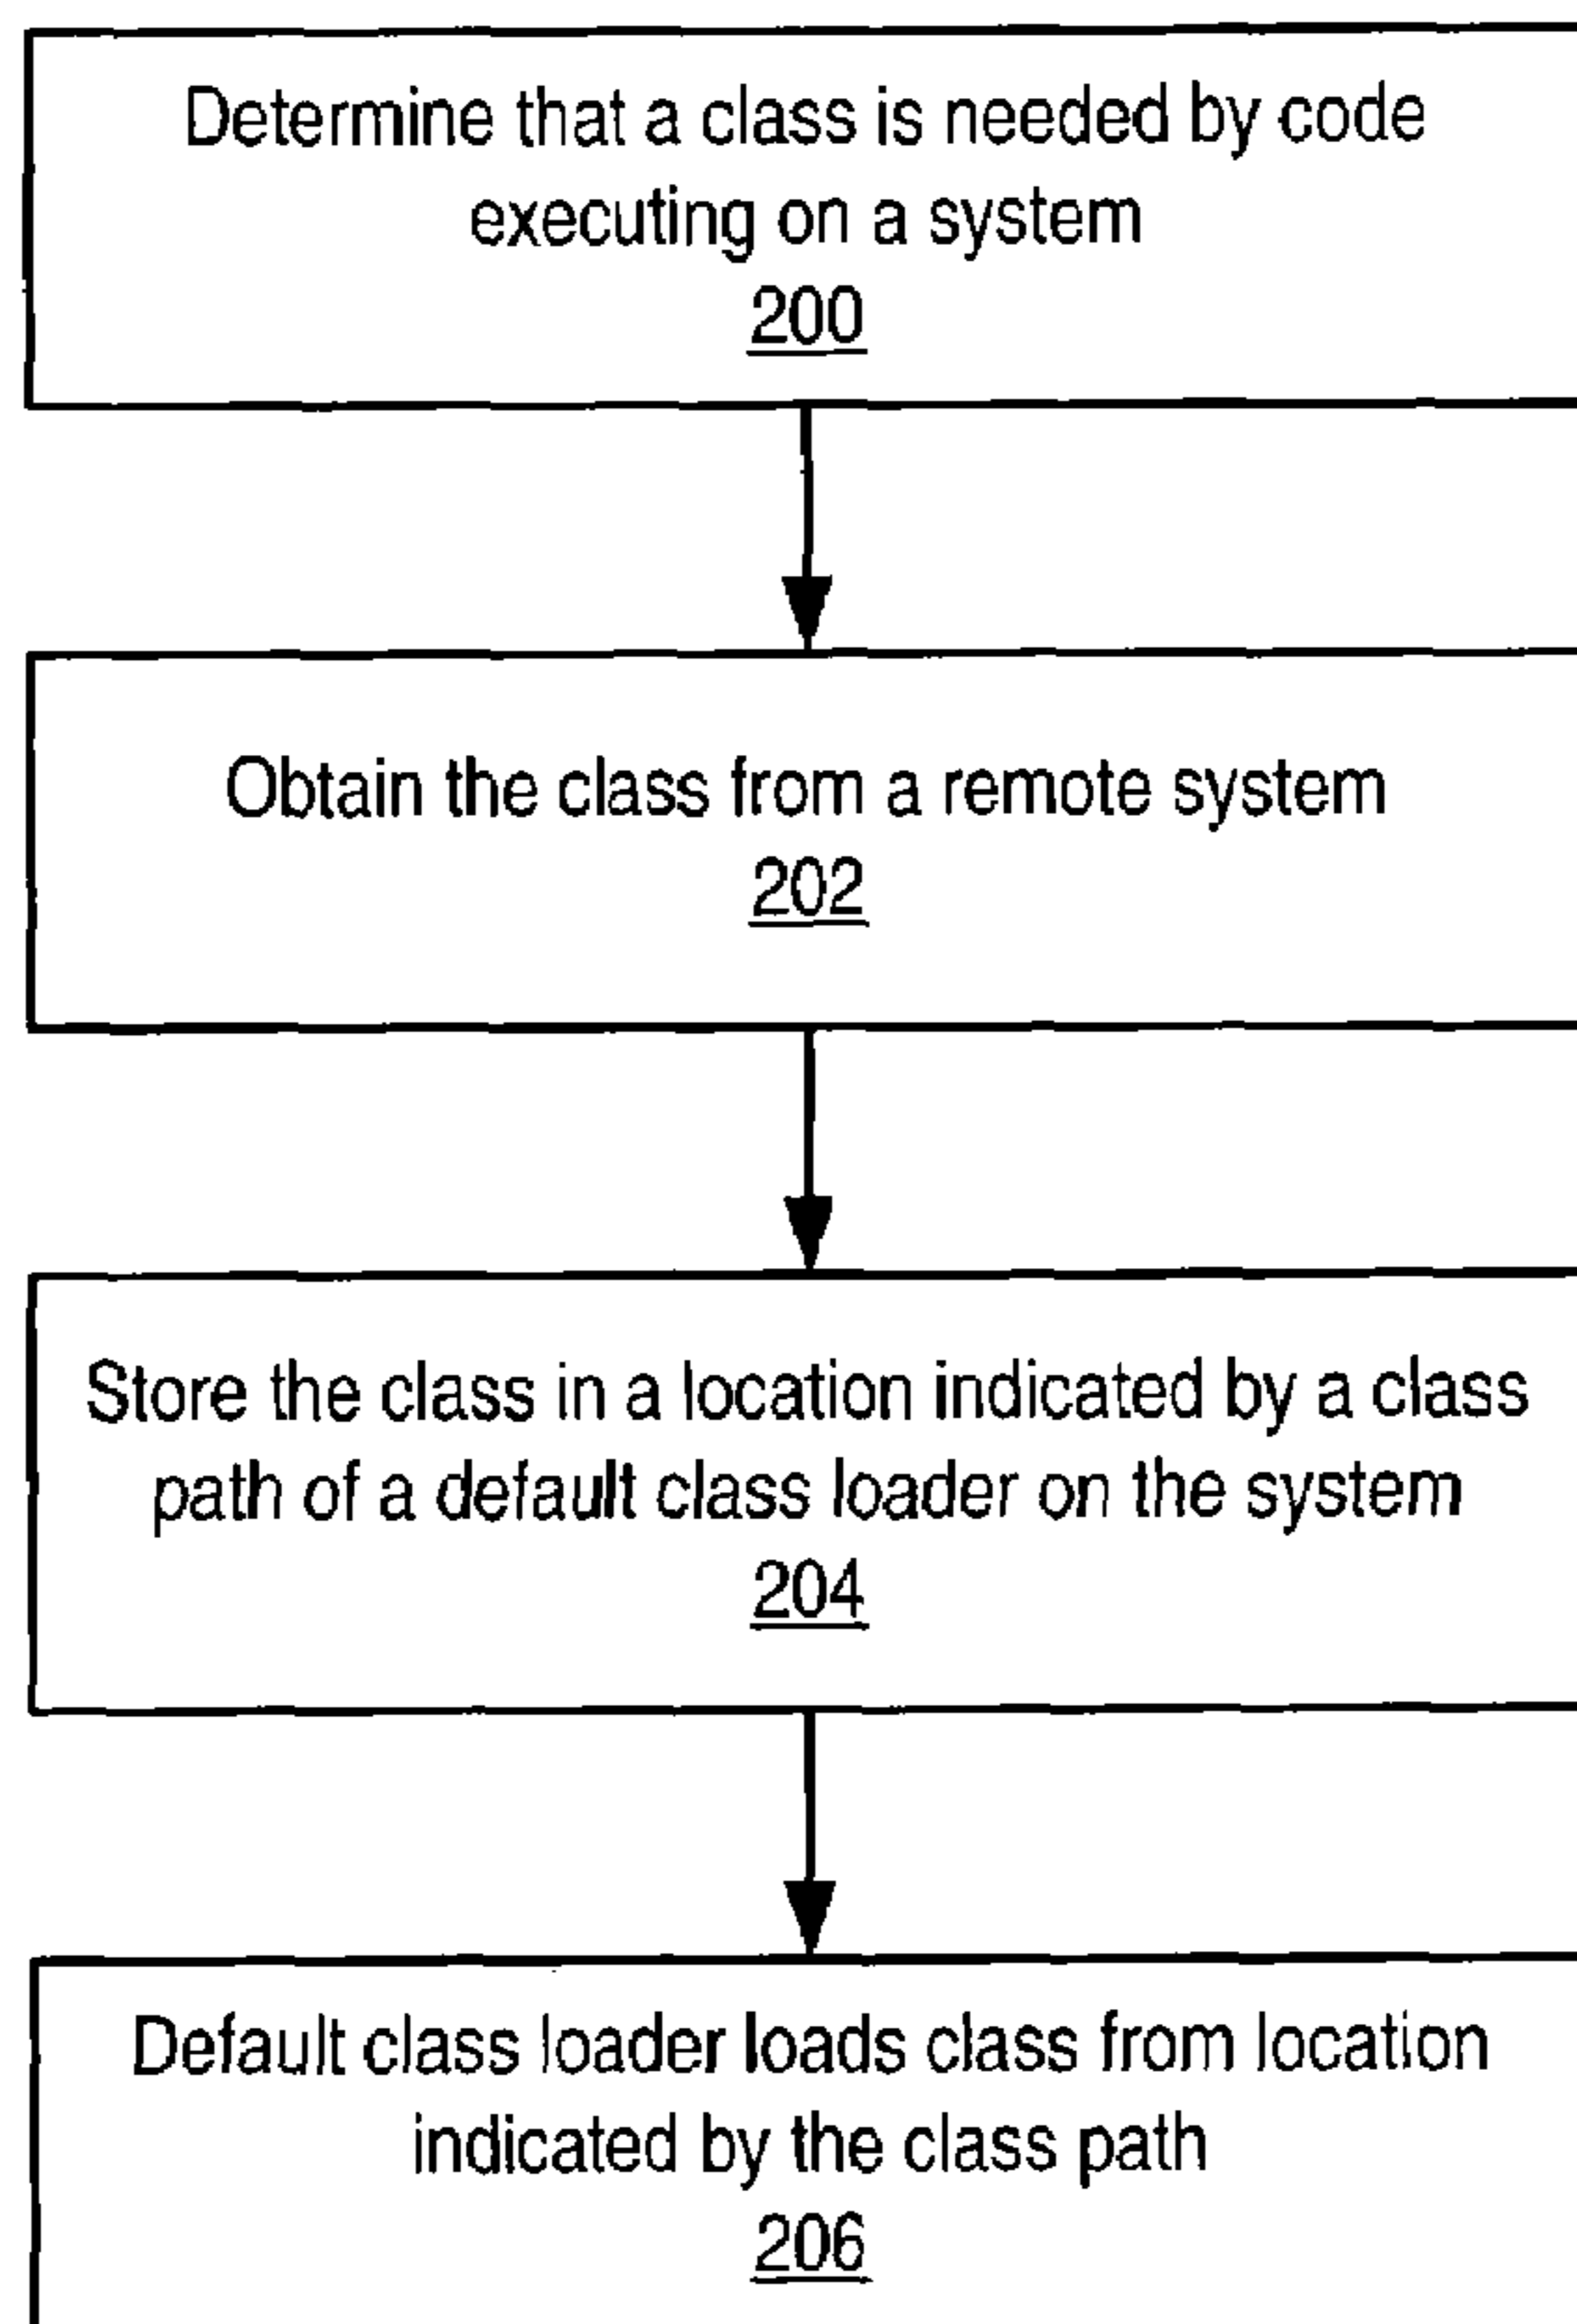 Determine that a class is needed by code
executing on a system
200
Obtain the class from a remote system
202
Store the class in a location indicated by a class
path of a default class loader on the system
204
Default class loader loads class from location
indicated by the class path
206